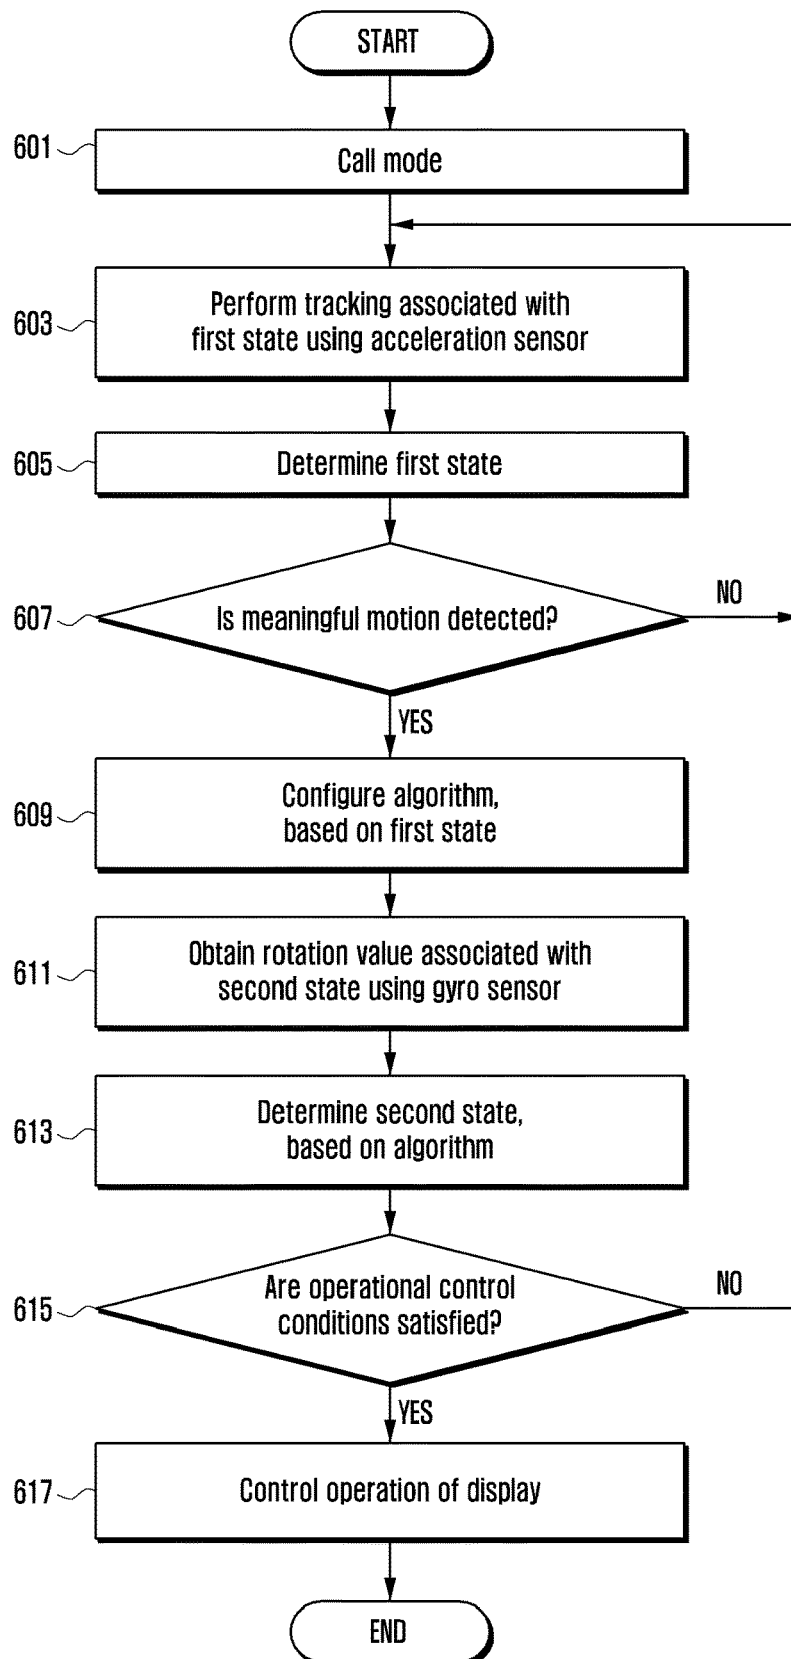 START
601
Call mode
603
Perform tracking associated with
first state using acceleration sensor
605
Determine first state
607
Is meaningful motion detected?
NO
YES
609
Configure algorithm,
based on first state
611
Obtain rotation value associated with
second state using gyro sensor
613
Determine second state,
based on algorithm
615
Are operational control
conditions satisfied?
NO
YES
617
Control operation of display
END